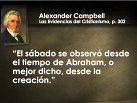 Alexander Campbell
Las Evidencias del Cristianismo, p. 302
“El sábado se observó desde
el tiempo de Abraham, o
mejor dicho, desde la
creación.”